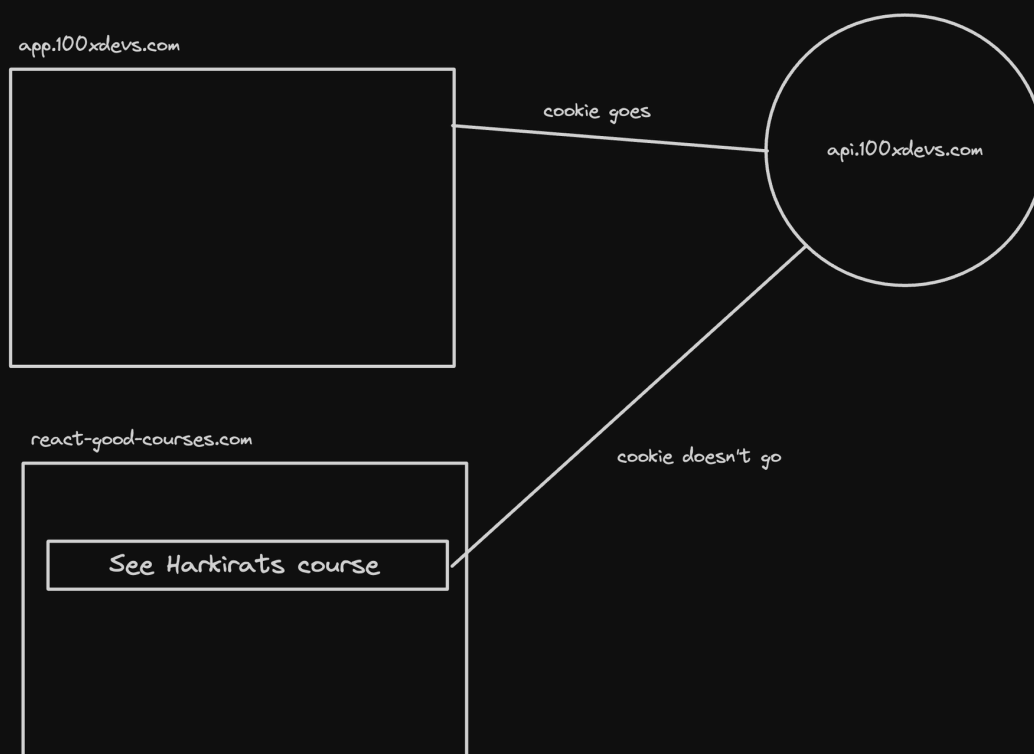 app.100xdevs.com
cookie goes
api.100xdevs.com
react-good-courses.com
cookie doesn't go
See Harkirats course